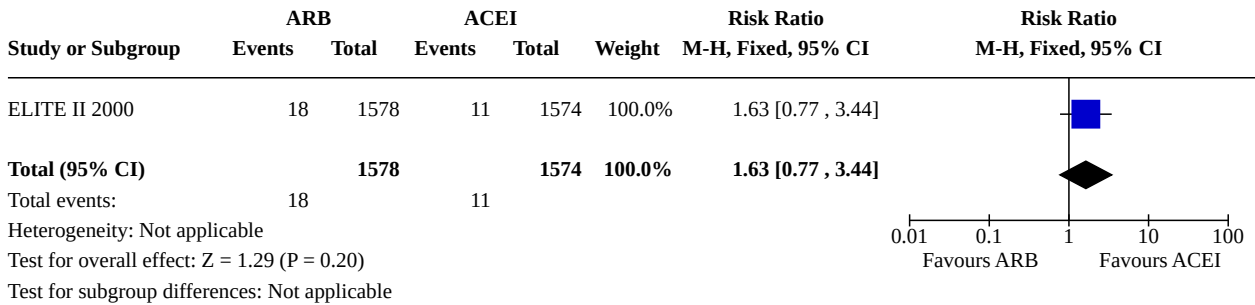 ARB ACEI Risk Ratio Risk Ratio
Study or Subgroup Events Total Events Total Weight M-H, Fixed, 95% CI M-H, Fixed, 95% CI
ELITE II 2000 18 1578 11 1574 100.0% 1.63 [0.77 , 3.44]
Total (95% CI) 1578 1574 100.0% 1.63 [0.77 , 3.44]
Total events: 18 11
Heterogeneity: Not applicable
Test for overall effect: Z = 1.29 (P = 0.20)
Test for subgroup differences: Not applicable
0.01 0.1 1 10 100
Favours ARB Favours ACEI